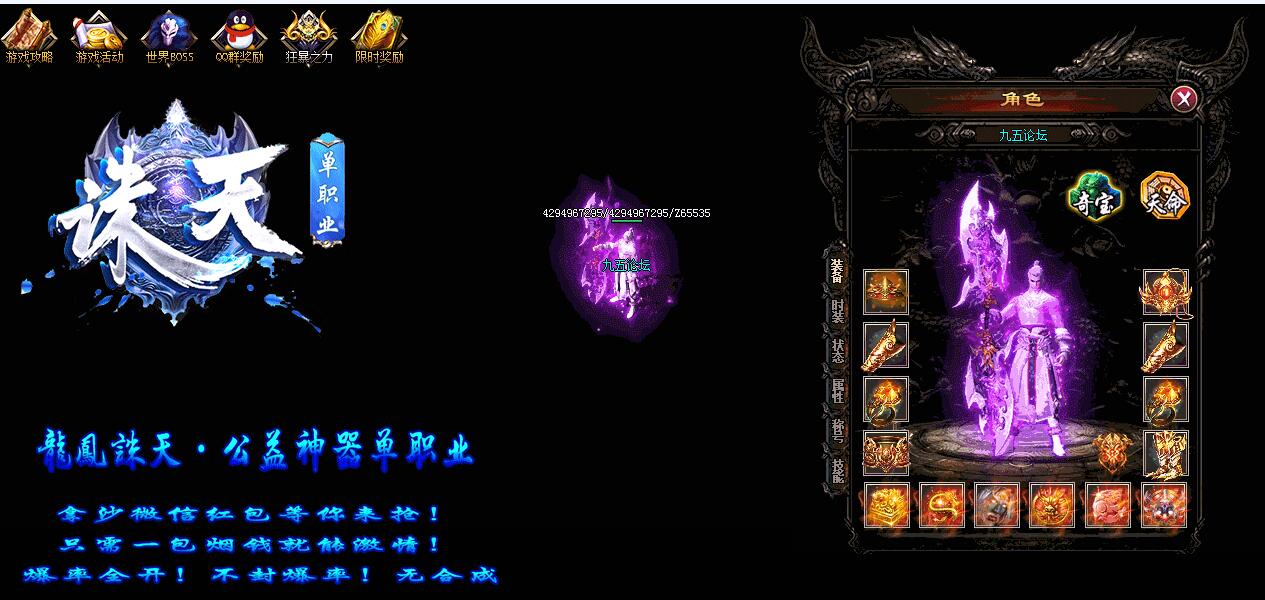 游戏攻略 游戏活动 世界BOSS QQ群奖励 狂暴之力 限时奖励
诛天
单职业
4294967295/4294967295/Z65535
九五论坛
角色
九五论坛
奇宝 天命
装备
时装
状态
属性
称号
技能
龍鳳誅天·公益神器单职业
拿沙微信红包等你来抢！
只需一包烟钱就能激情！
爆率全开！ 不封爆率！ 无合成